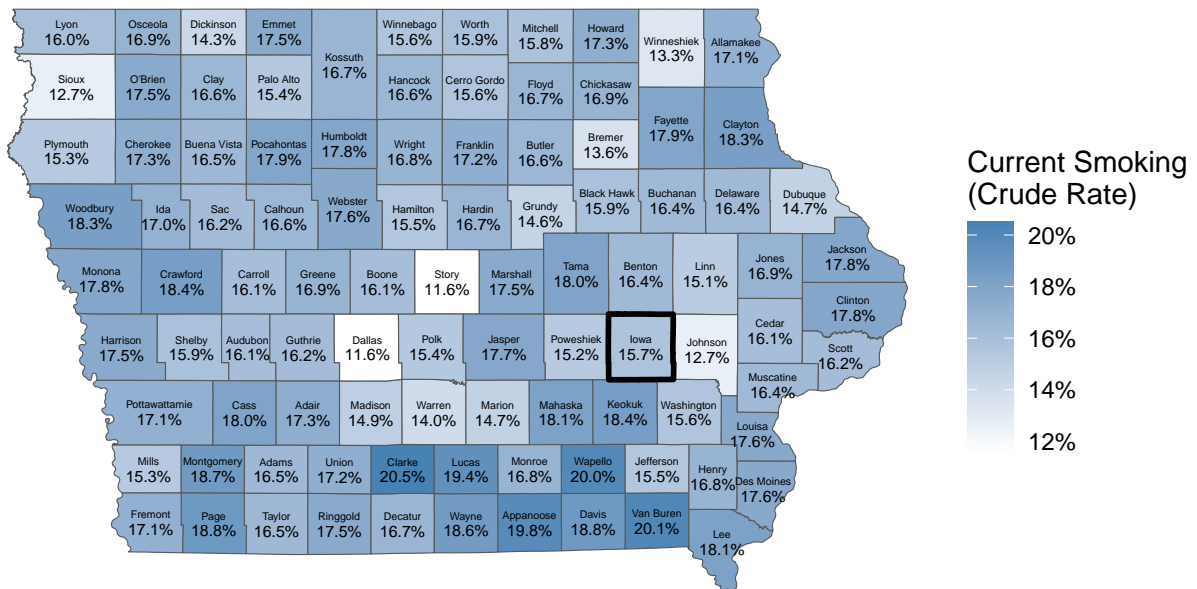 Lyon
16.0%
Osceola
16.9%
Dickinson
14.3%
Emmet
17.5%
Kossuth
16.7%
Winnebago
15.6%
Worth
15.9%
Mitchell
15.8%
Howard
17.3%
Winneshiek
13.3%
Allamakee
17.1%
Sioux
12.7%
O'Brien
17.5%
Clay
16.6%
Palo Alto
15.4%
Hancock
16.6%
Cerro Gordo
15.6%
Floyd
16.7%
Chickasaw
16.9%
Plymouth
15.3%
Cherokee
17.3%
Buena Vista
16.5%
Pocahontas
17.9%
Humboldt
17.8%
Wright
16.8%
Franklin
17.2%
Butler
16.6%
Bremer
13.6%
Fayette
17.9%
Clayton
18.3%
Woodbury
18.3%
Ida
17.0%
Sac
16.2%
Calhoun
16.6%
Webster
17.6%
Hamilton
15.5%
Hardin
16.7%
Grundy
14.6%
Black Hawk
15.9%
Buchanan
16.4%
Delaware
16.4%
Dubuque
14.7%
Monona
17.8%
Crawford
18.4%
Carroll
16.1%
Greene
16.9%
Boone
16.1%
Story
11.6%
Marshall
17.5%
Tama
18.0%
Benton
16.4%
Linn
15.1%
Jones
16.9%
Jackson
17.8%
Clinton
17.8%
Harrison
17.5%
Shelby
15.9%
Audubon
16.1%
Guthrie
16.2%
Dallas
11.6%
Polk
15.4%
Jasper
17.7%
Poweshiek
15.2%
Iowa
15.7%
Johnson
12.7%
Cedar
16.1%
Scott
16.2%
Muscatine
16.4%
Pottawattamie
17.1%
Cass
18.0%
Adair
17.3%
Madison
14.9%
Warren
14.0%
Marion
14.7%
Mahaska
18.1%
Keokuk
18.4%
Washington
15.6%
Louisa
17.6%
Mills
15.3%
Montgomery
18.7%
Adams
16.5%
Union
17.2%
Clarke
20.5%
Lucas
19.4%
Monroe
16.8%
Wapello
20.0%
Jefferson
15.5%
Henry
16.8%
Des Moines
17.6%
Fremont
17.1%
Page
18.8%
Taylor
16.5%
Ringgold
17.5%
Decatur
16.7%
Wayne
18.6%
Appanoose
19.8%
Davis
18.8%
Van Buren
20.1%
Lee
18.1%
Current Smoking
(Crude Rate)
20%
18%
16%
14%
12%